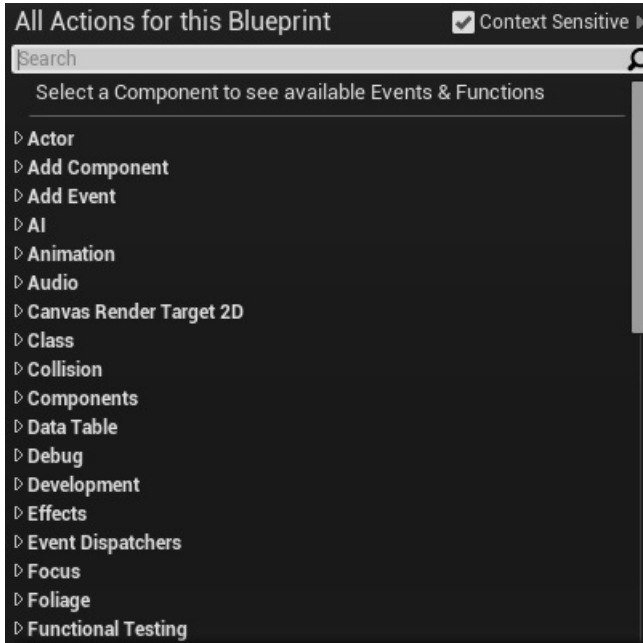 All Actions for this Blueprint Context Sensitive
Search
Select a Component to see available Events & Functions
Actor
Add Component
Add Event
AI
Animation
Audio
Canvas Render Target 2D
Class
Collision
Components
Data Table
Debug
Development
Effects
Event Dispatchers
Focus
Foliage
Functional Testing